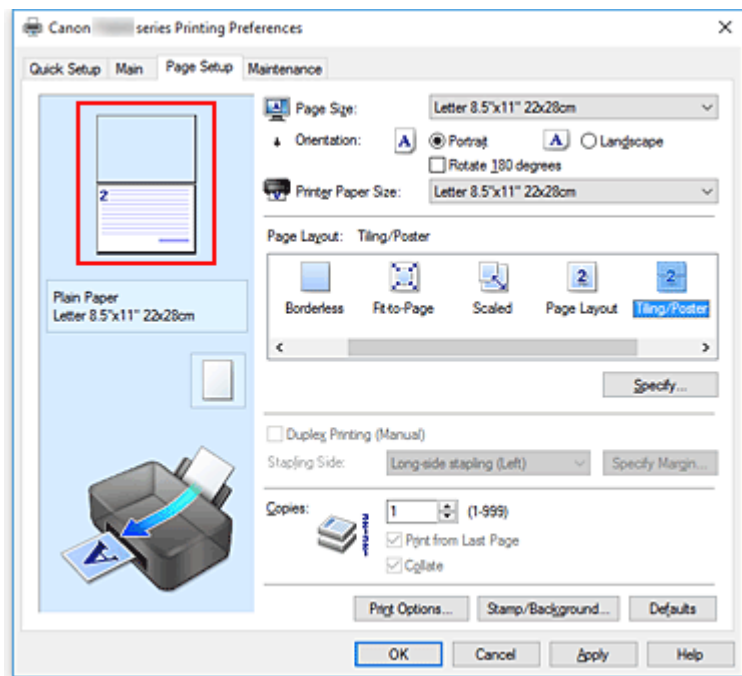 Canon series Printing Preferences
Quick Setup Main Page Setup Maintenance
Page Size: Letter 8.5"x11" 22x28cm
Orientation: A Portrait A Landscape
Rotate 180 degrees
Printer Paper Size: Letter 8.5"x11" 22x28cm
2
Page Layout: Tiling/Poster
2 2
Borderless Fit-to-Page Scaled Page Layout Tiling/Poster
Plain Paper
Letter 8.5"x11" 22x28cm
Specify...
Duplex Printing (Manual)
Stapling Side: Long-side stapling (Left) Specify Margin...
Copies: 1 (1-999)
Print from Last Page
Collate
A
Print Options... Stamp/Background... Defaults
OK Cancel Apply Help